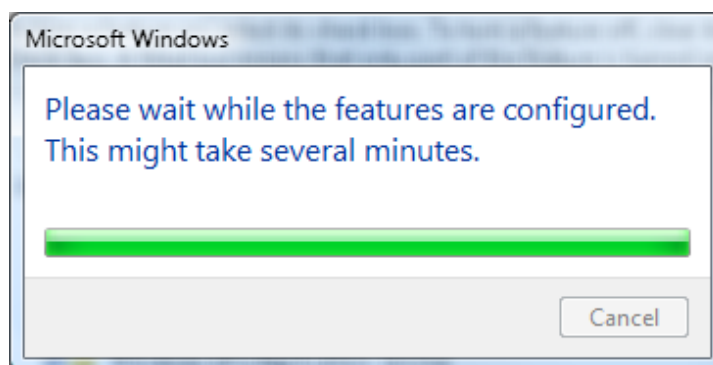 Microsoft Windows
Please wait while the features are configured.
This might take several minutes.
Cancel